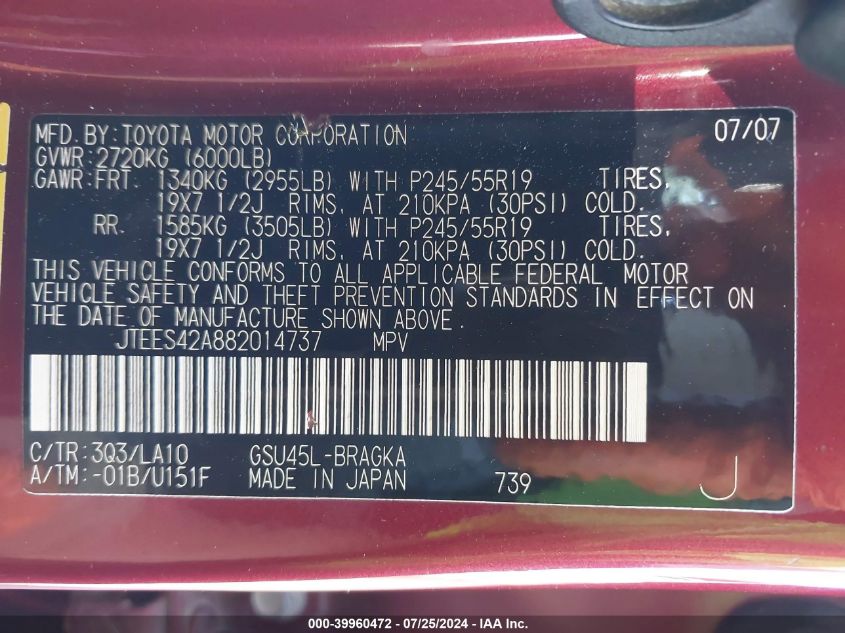 MFD. BY: TOYOTA MOTOR CORPORATION 07/07
GVWR: 2720KG (6000LB)
GAWR: FRT. 1340KG (2955LB) WITH P245/55R19 TIRES,
19X7 1/2J RIMS, AT 210KPA (30PSI) COLD.
RR. 1585KG (3505LB) WITH P245/55R19 TIRES,
19X7 1/2J RIMS, AT 210KPA (30PSI) COLD.
THIS VEHICLE CONFORMS TO ALL APPLICABLE FEDERAL MOTOR
VEHICLE SAFETY AND THEFT PREVENTION STANDARDS IN EFFECT ON
THE DATE OF MANUFACTURE SHOWN ABOVE.
JTEES42A882014737 MPV
C/TR: 3Q3/LA10 GSU45L-BRAGKA
A/TM: -01B/U151F MADE IN JAPAN 739 J
000-39960472 / 07/25/2024 - IAA Inc.